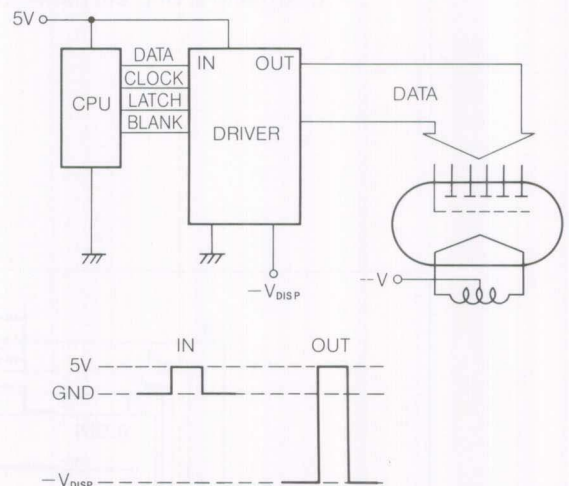 5V
DATA
CLOCK
LATCH
BLANK
CPU
IN OUT
DRIVER
DATA
−VDISP
−V
IN OUT
5V
GND
−VDISP